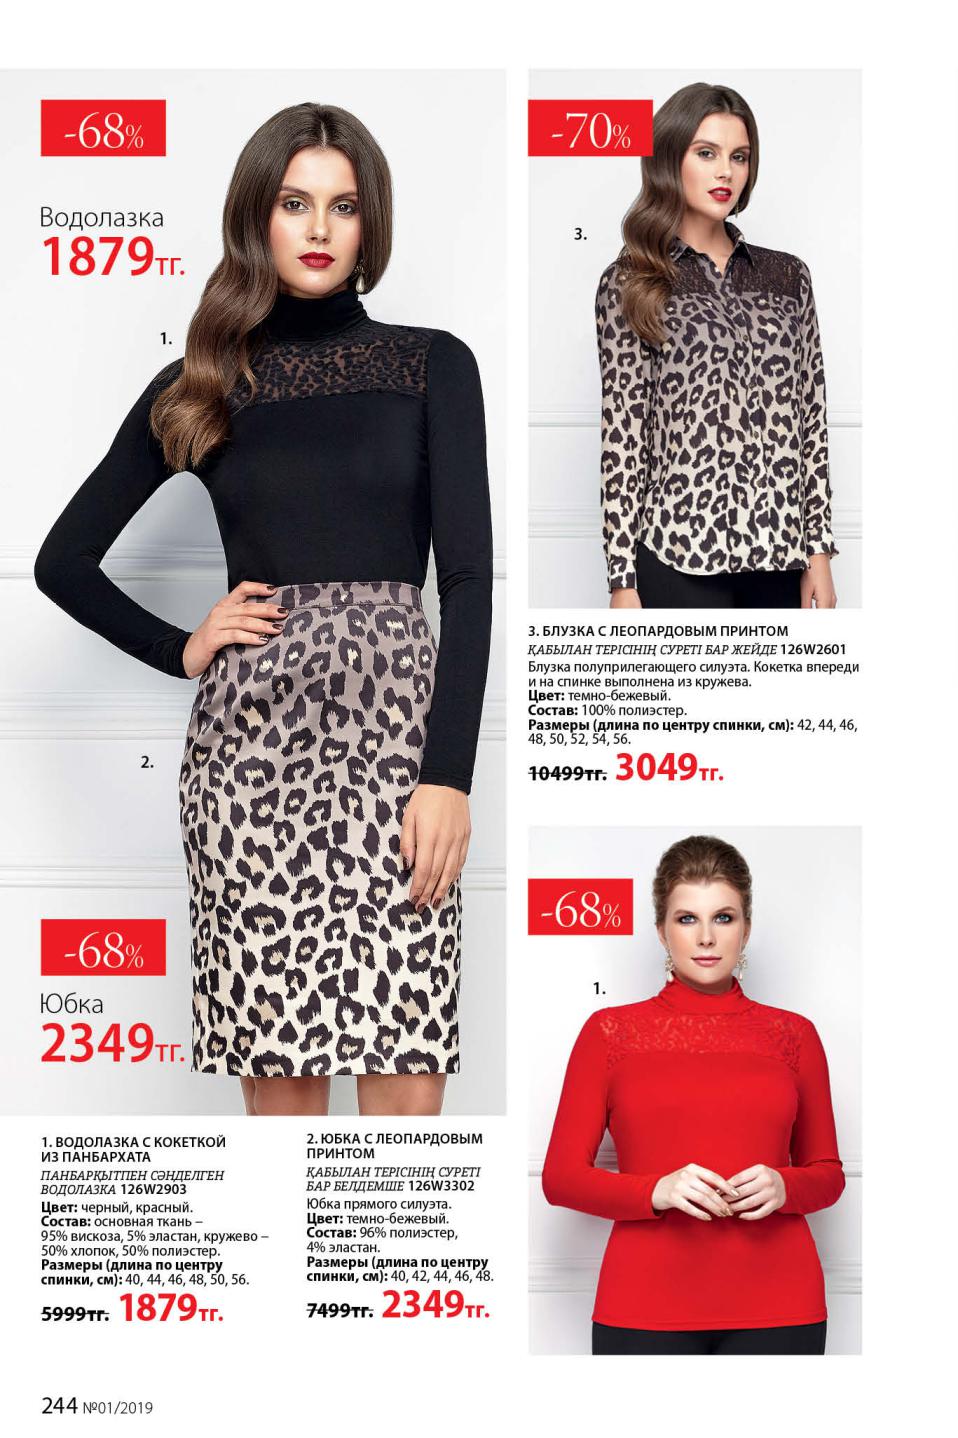 -68%
Водолазка
1879тг.
1.
2.
-68%
Юбка
2349тг.
1. ВОДОЛАЗКА С КОКЕТКОЙ
ИЗ ПАНБАРХАТА
ПАНБАРҚЫТПЕН СӘНДЕЛГЕН
ВОДОЛАЗКА 126W2903
Цвет: черный, красный.
Состав: основная ткань –
95% вискоза, 5% эластан, кружево –
50% хлопок, 50% полиэстер.
Размеры (длина по центру
спинки, см): 40, 44, 46, 48, 50, 56.
5999тг. 1879тг.
2. ЮБКА С ЛЕОПАРДОВЫМ
ПРИНТОМ
ҚАБЫЛАН ТЕРІСІНІҢ СУРЕТІ
БАР БЕЛДЕМШЕ 126W3302
Юбка прямого силуэта.
Цвет: темно-бежевый.
Состав: 96% полиэстер,
4% эластан.
Размеры (длина по центру
спинки, см): 40, 42, 44, 46, 48.
7499тг. 2349тг.
-70%
3.
3. БЛУЗКА С ЛЕОПАРДОВЫМ ПРИНТОМ
ҚАБЫЛАН ТЕРІСІНІҢ СУРЕТІ БАР ЖЕЙДЕ 126W2601
Блузка полуприлегающего силуэта. Кокетка впереди
и на спинке выполнена из кружева.
Цвет: темно-бежевый.
Состав: 100% полиэстер.
Размеры (длина по центру спинки, см): 42, 44, 46,
48, 50, 52, 54, 56.
10499тг. 3049тг.
-68%
1.
244 №01/2019